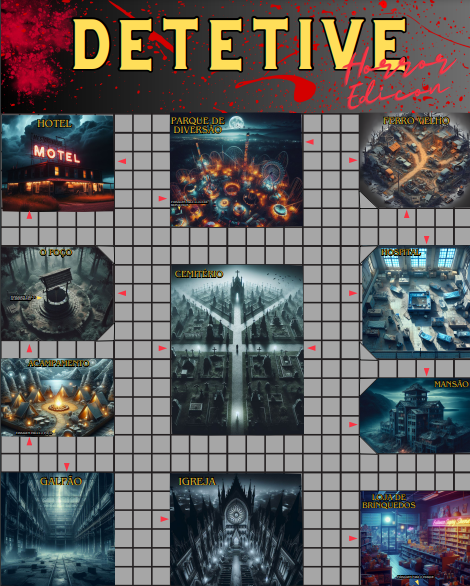 DETETIVE
Horror
Edicon
HOTEL
MOTEL
PARQUE DE
DIVERSÃO
FERRO VELHO
O POÇO
CEMITÉRIO
HOSPITAL
ACAMPAMENTO
MANSÃO
GALPÃO
IGREJA
LOJA DE
BRINQUEDOS